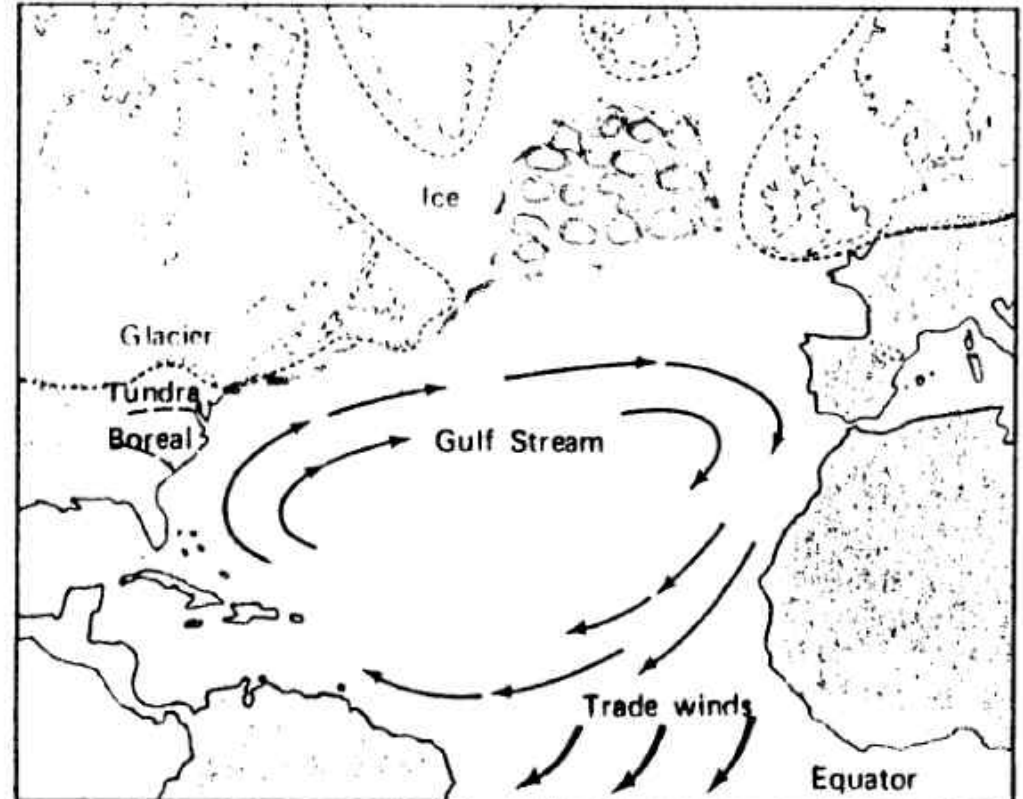 Ice
Glacier
Tundra
Boreal
Gulf Stream
Trade winds
Equator